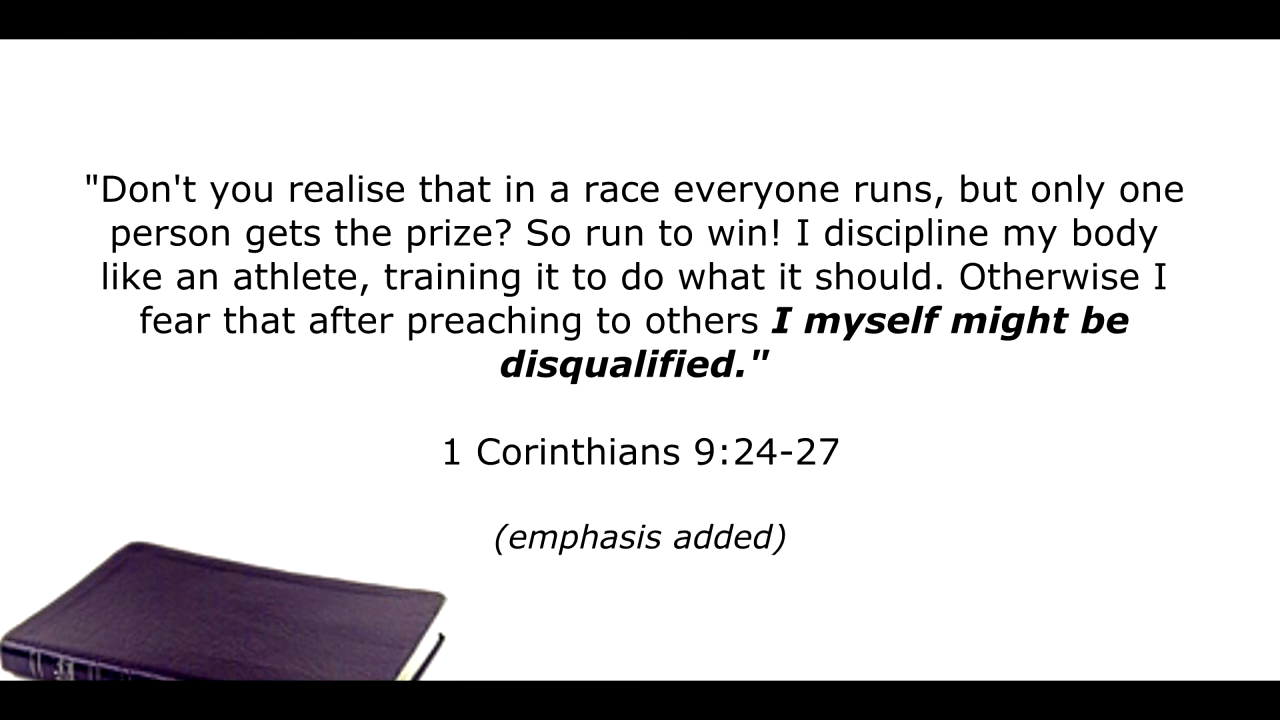 "Don't you realise that in a race everyone runs, but only one
person gets the prize? So run to win! I discipline my body
like an athlete, training it to do what it should. Otherwise I
fear that after preaching to others I myself might be
disqualified."
1 Corinthians 9:24-27
(emphasis added)